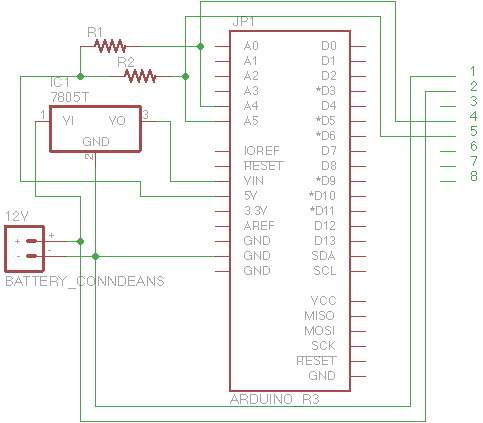 R1
R2
IC1
7805T
1 VI VO 3
GND
2
12V
+ +
- -
BATTERY_CONNDEANS
JP1
A0 D0
A1 D1
A2 D2
A3 *D3
A4 D4
A5 *D5
*D6
IOREF D7
RESET D8
VIN *D9
5V *D10
3.3V *D11
AREF D12
GND D13
GND SDA
GND SCL
VCC
MISO
MOSI
SCK
RESET
GND
ARDUINO R3
1
2
3
4
5
6
7
8